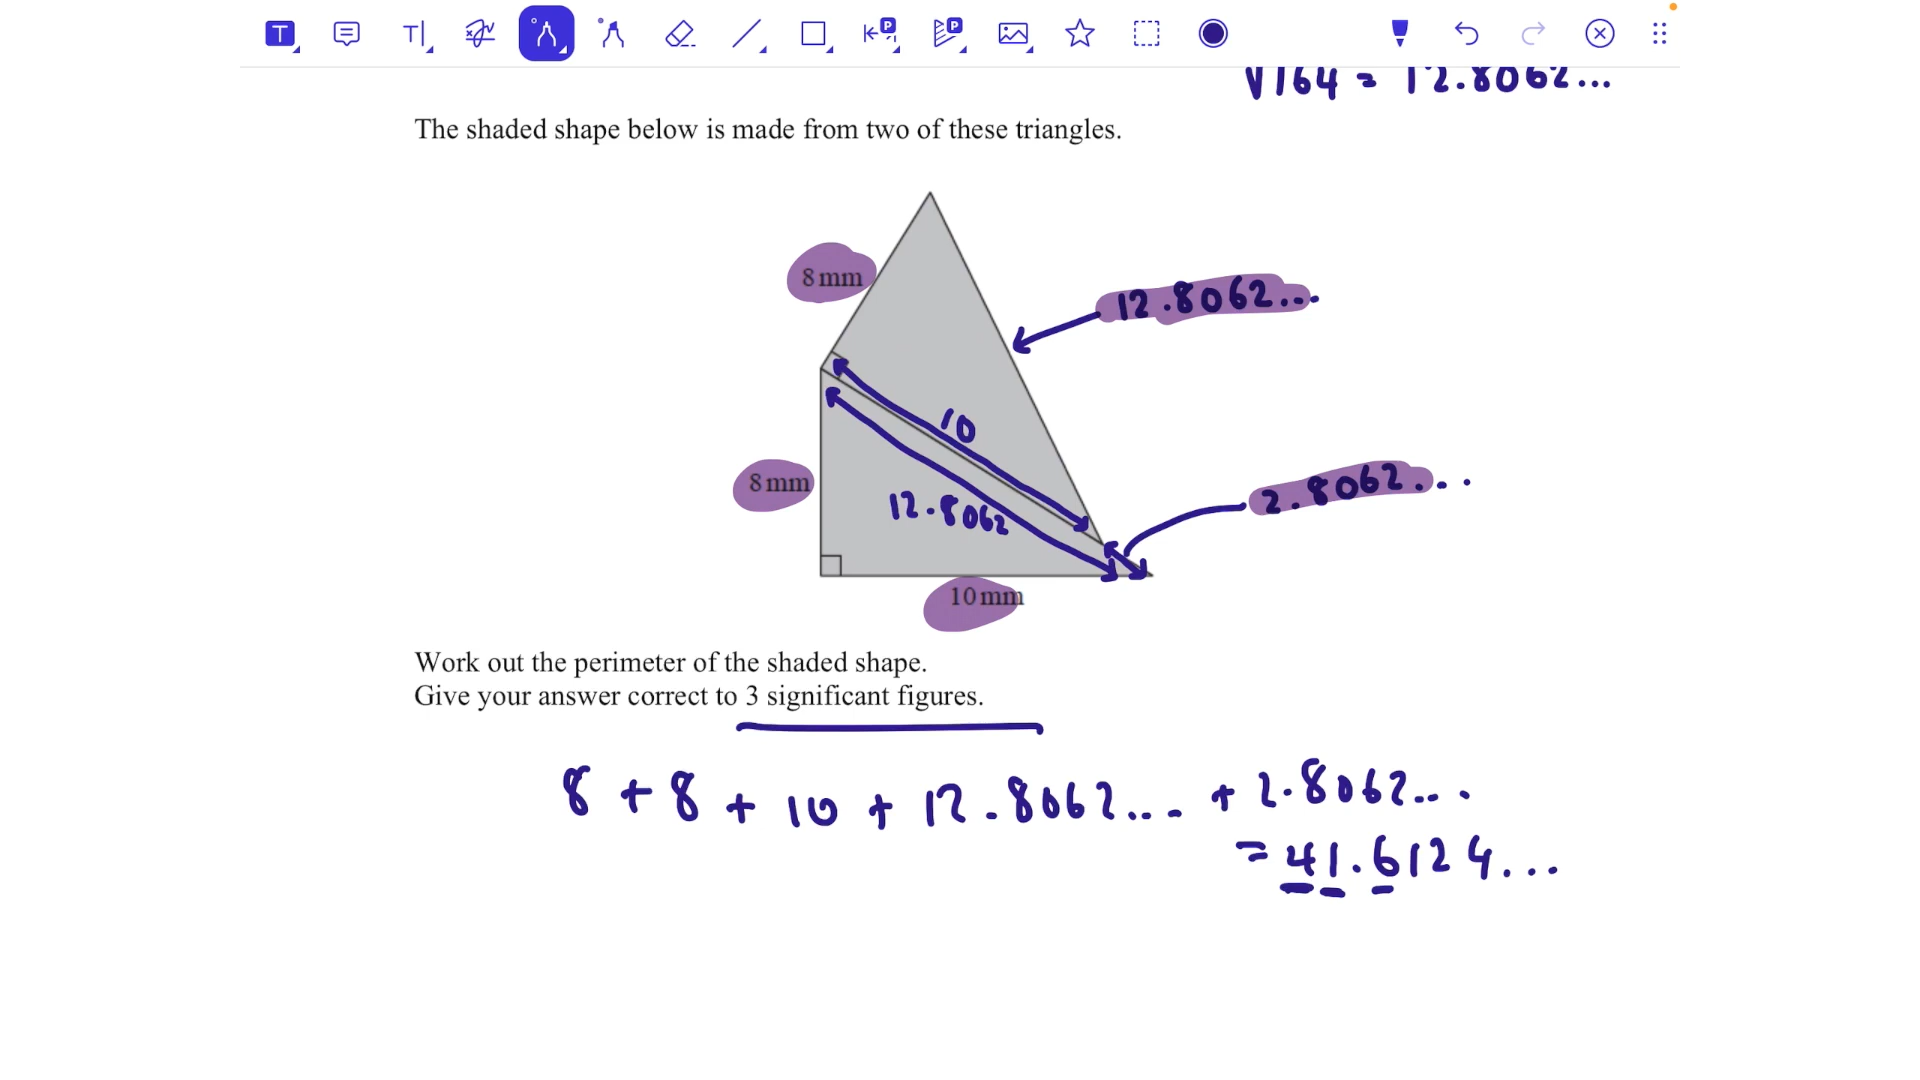 √164 = 12.8062...
The shaded shape below is made from two of these triangles.
8 mm
12.8062...
10
8 mm
12.8062
2.8062...
10 mm
Work out the perimeter of the shaded shape.
Give your answer correct to 3 significant figures.
8 + 8 + 10 + 12.8062... + 2.8062...
= 41.6124...